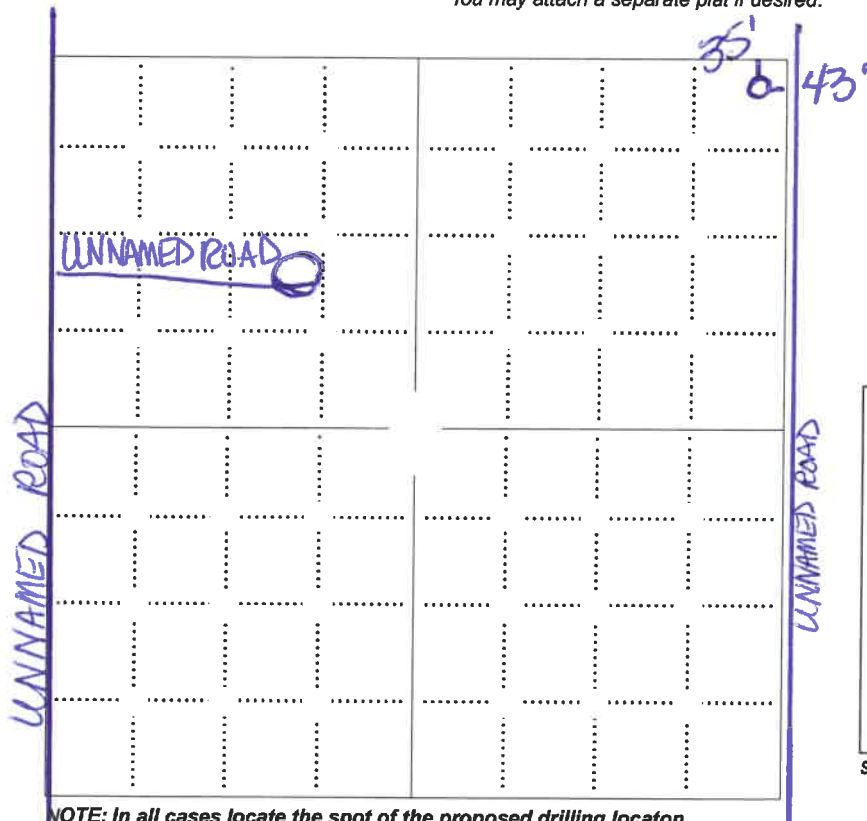 You may attach a separate plat if desired.
35'
43'
UNNAMED ROAD
UNNAMED ROAD
UNNAMED ROAD
NOTE: In all cases locate the spot of the proposed drilling locaton.